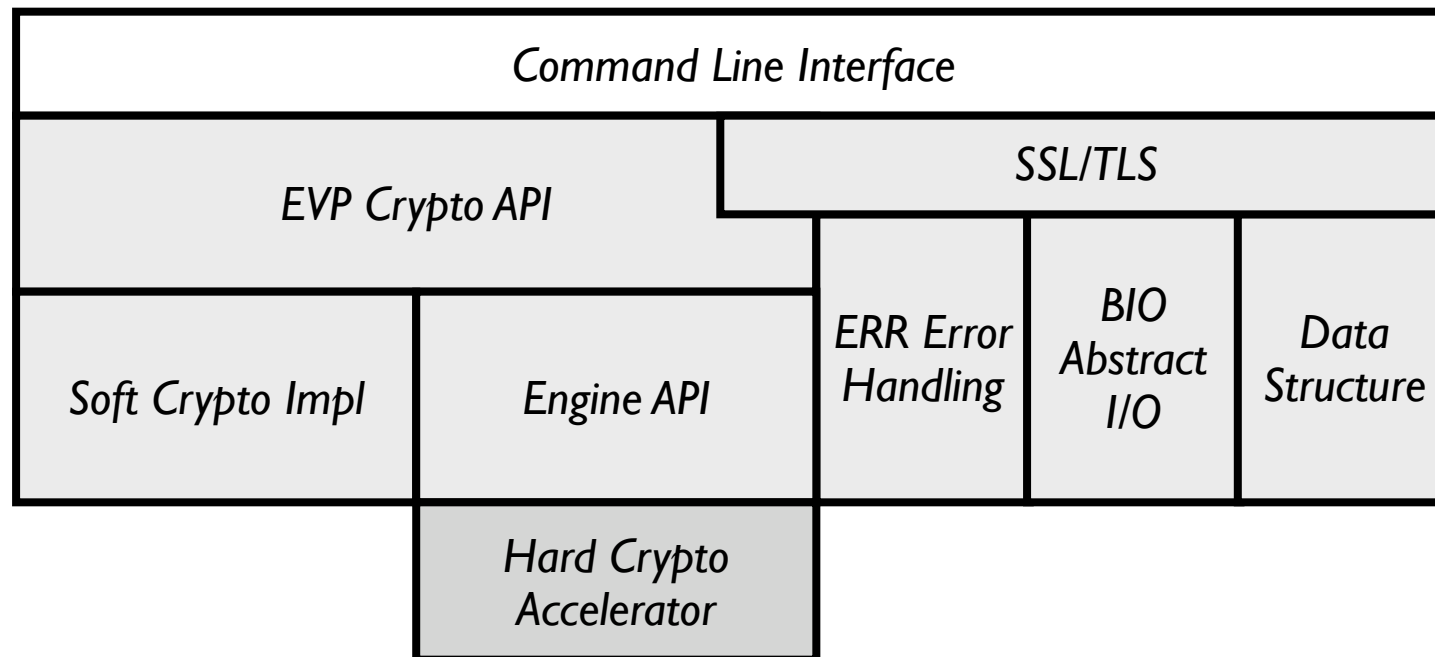 Command Line Interface
SSL/TLS
EVP Crypto API
Soft Crypto Impl
Engine API
ERR Error
Handling
BIO
Abstract
I/O
Data
Structure
Hard Crypto
Accelerator